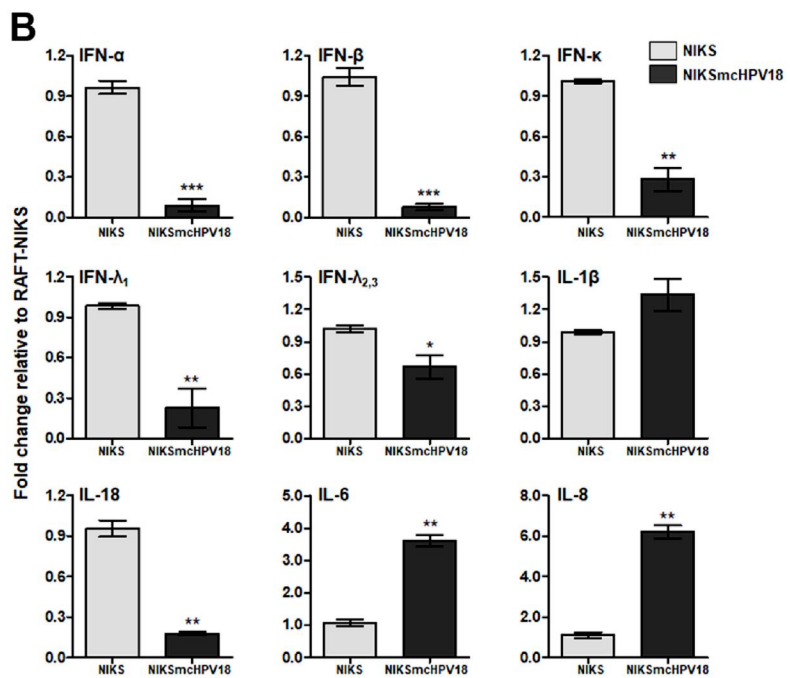 B
NIKS
NIKSmcHPV18
Fold change relative to RAFT-NIKS
IFN-α
1.2
0.9
0.6
0.3
0.0
***
NIKS NIKSmcHPV18
IFN-β
1.2
0.9
0.6
0.3
0.0
***
NIKS NIKSmcHPV18
IFN-κ
1.2
0.9
0.6
0.3
0.0
**
NIKS NIKSmcHPV18
IFN-λ1
1.2
0.9
0.6
0.3
0.0
**
NIKS NIKSmcHPV18
IFN-λ2,3
1.5
1.2
0.9
0.6
0.3
0.0
*
NIKS NIKSmcHPV18
IL-1β
1.5
1.2
0.9
0.6
0.3
0.0
NIKS NIKSmcHPV18
IL-18
1.2
0.9
0.6
0.3
0.0
**
NIKS NIKSmcHPV18
IL-6
5.0
4.0
3.0
2.0
1.0
0.0
**
NIKS NIKSmcHPV18
IL-8
8.0
6.0
4.0
2.0
0.0
**
NIKS NIKSmcHPV18